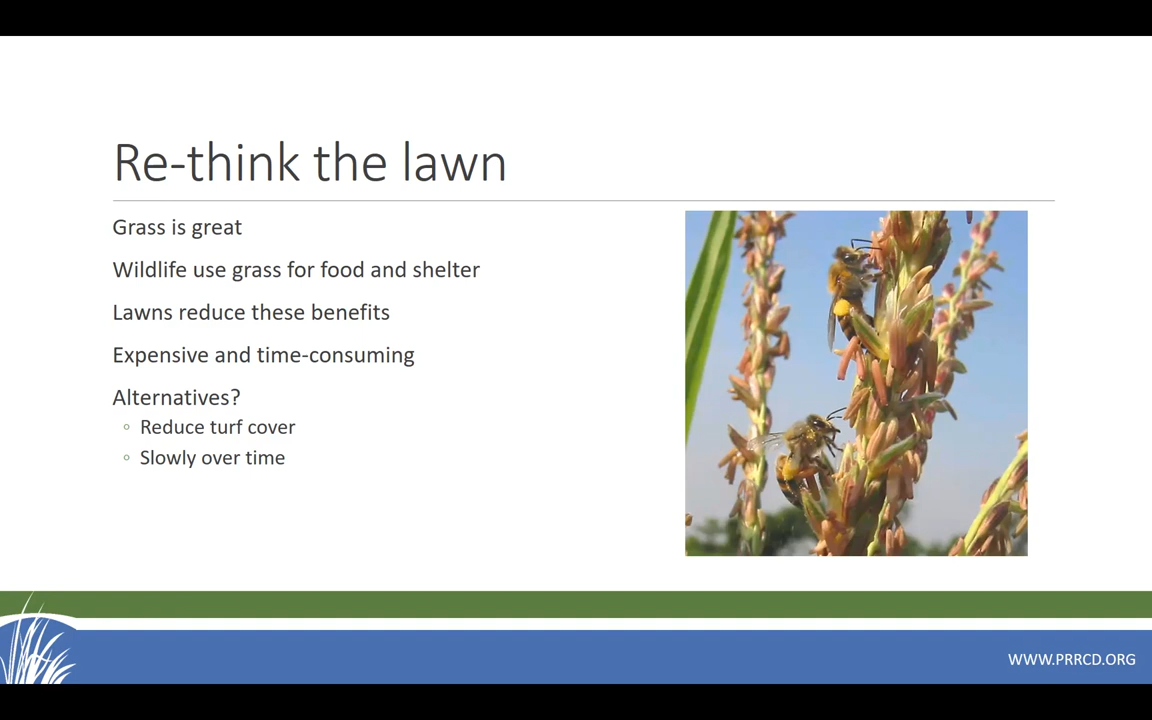 Re-think the lawn
Grass is great
Wildlife use grass for food and shelter
Lawns reduce these benefits
Expensive and time-consuming
Alternatives?
◦ Reduce turf cover
◦ Slowly over time
WWW.PRRCD.ORG